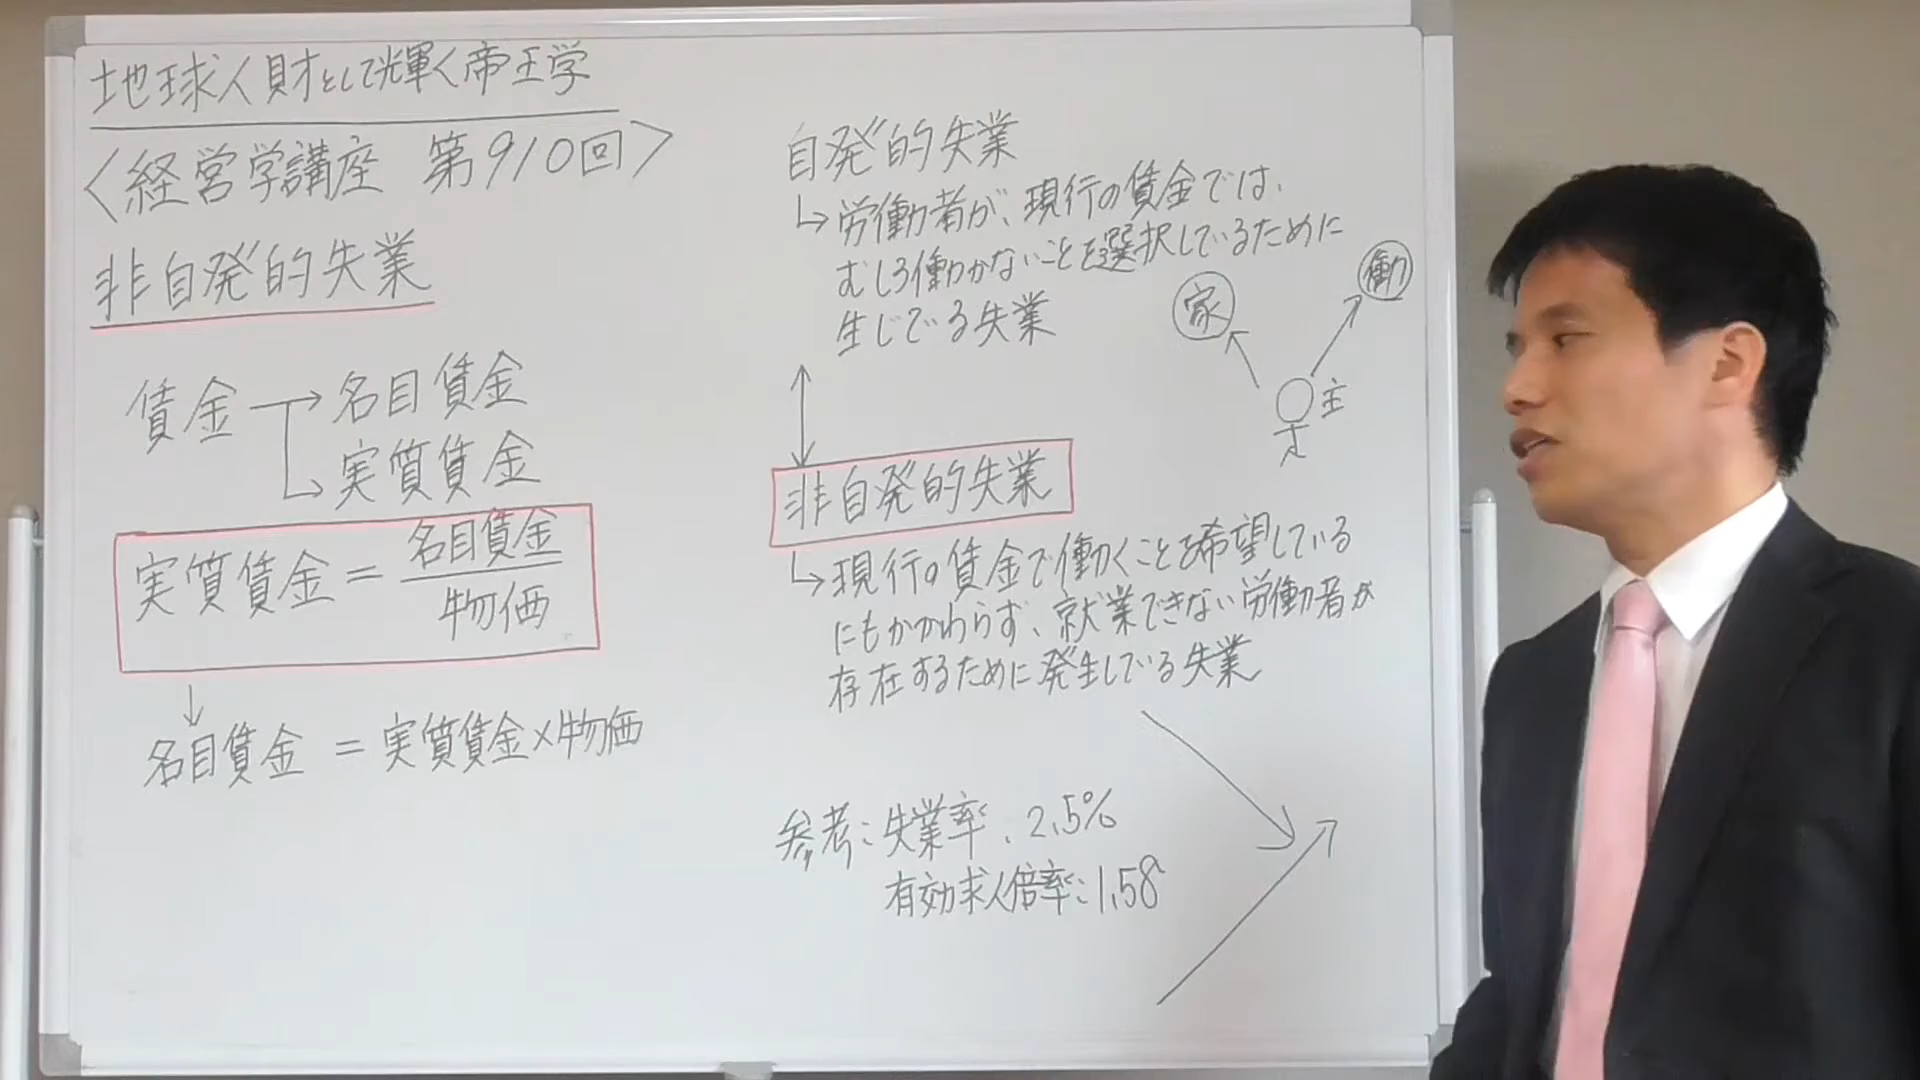 地球人財として輝く帝王学
〈経営学講座 第910回〉
非自発的失業
賃金→名目賃金
→実質賃金
実質賃金=名目賃金/物価
↓
名目賃金=実質賃金×物価
自発的失業
↳労働者が、現行の賃金では、
むしろ働かないことを選択しているために
生じている失業
家
働
主
非自発的失業
↳現行の賃金で働くことを希望している
にもかかわらず、就業できない労働者が
存在するために発生している失業
参考:失業率:2.5%
有効求人倍率:1.58